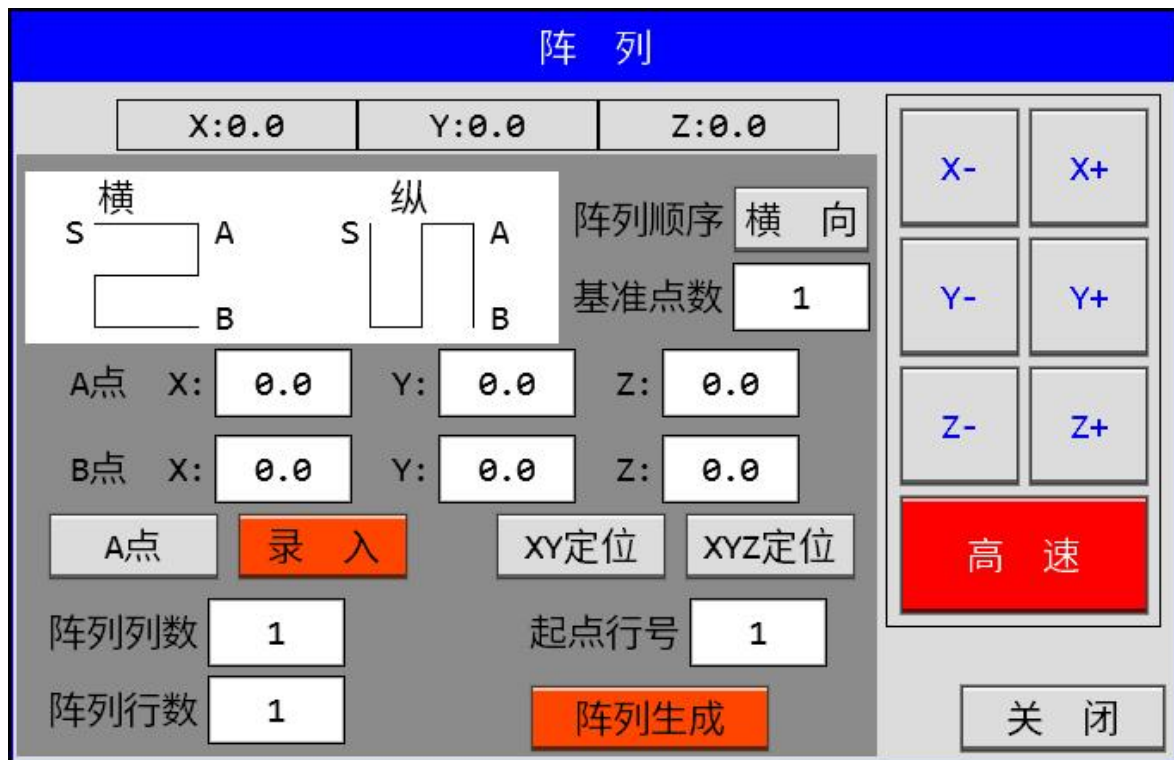 阵 列
X:0.0 Y:0.0 Z:0.0
横 纵
S A S A
B B
阵列顺序 横 向
基准点数 1
A点 X: 0.0 Y: 0.0 Z: 0.0
B点 X: 0.0 Y: 0.0 Z: 0.0
A点 录 入 XY定位 XYZ定位
阵列列数 1 起点行号 1
阵列行数 1 阵列生成
X- X+
Y- Y+
Z- Z+
高 速
关 闭